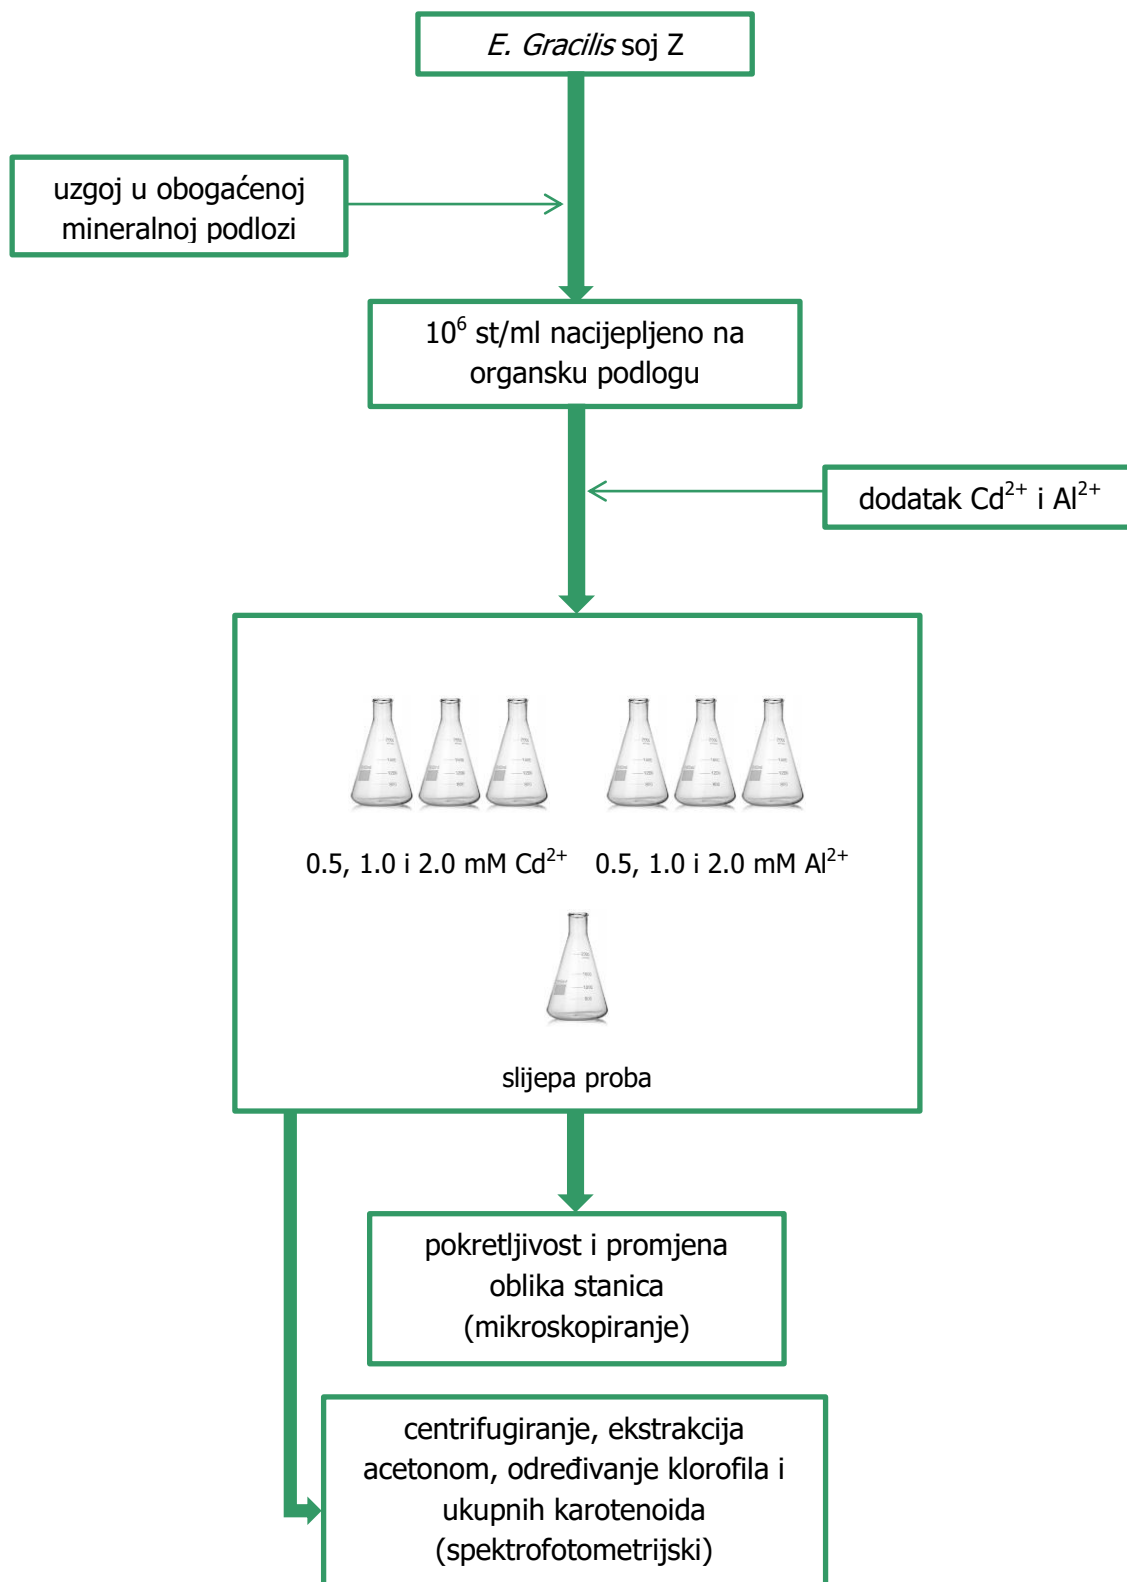 E. Gracilis soj Z
uzgoj u obogaćenoj
mineralnoj podlozi
10⁶ st/ml nacijepljeno na
organsku podlogu
dodatak Cd²⁺ i Al²⁺
0.5, 1.0 i 2.0 mM Cd²⁺
0.5, 1.0 i 2.0 mM Al²⁺
slijepa proba
pokretljivost i promjena
oblika stanica
(mikroskopiranje)
centrifugiranje, ekstrakcija
acetonom, određivanje klorofila i
ukupnih karotenoida
(spektrofotometrijski)